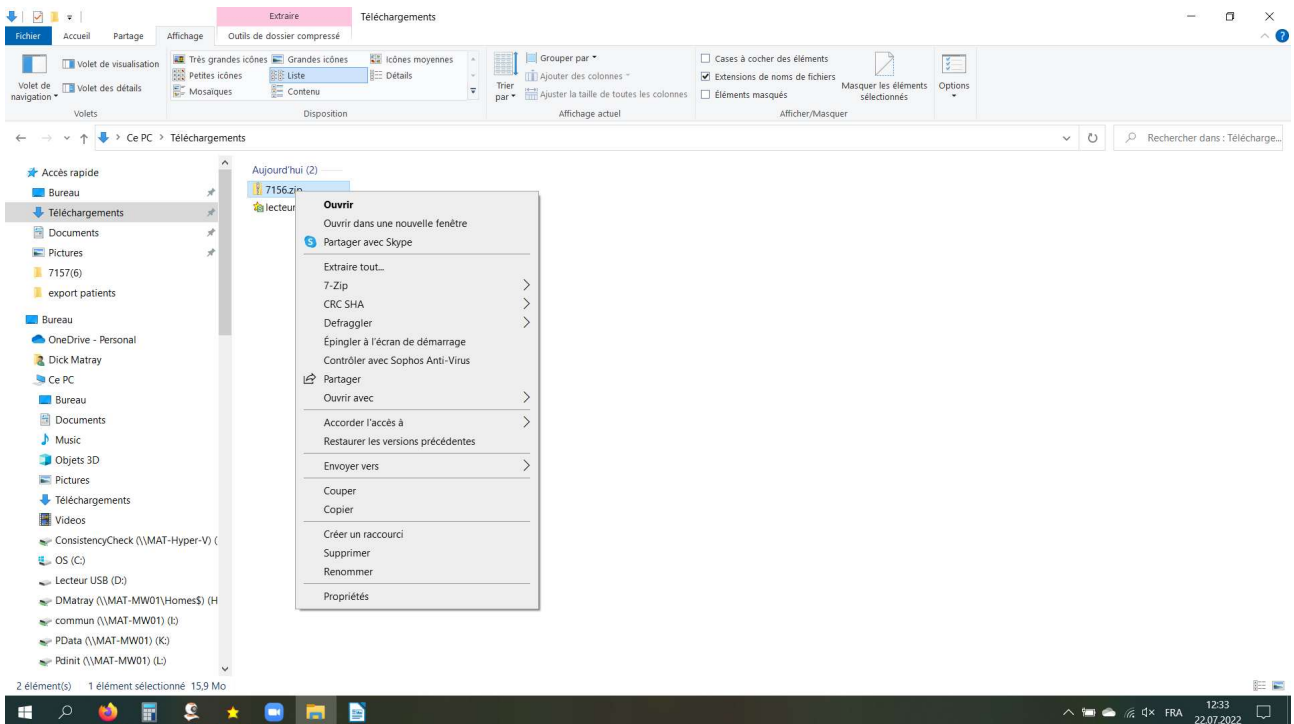 Extraire
Téléchargements
Fichier
Accueil
Partage
Affichage
Outils de dossier compressé
Volet de navigation
Volet de visualisation
Volet des détails
Volets
Très grandes icônes
Grandes icônes
Icônes moyennes
Petites icônes
Liste
Détails
Mosaïques
Contenu
Disposition
Trier par
Grouper par
Ajouter des colonnes
Ajuster la taille de toutes les colonnes
Affichage actuel
Cases à cocher des éléments
Extensions de noms de fichiers
Éléments masqués
Masquer les éléments sélectionnés
Afficher/Masquer
Options
Ce PC > Téléchargements
Rechercher dans : Télécharge...
Accès rapide
Bureau
Téléchargements
Documents
Pictures
7157(6)
export patients
Bureau
OneDrive - Personal
Dick Matray
Ce PC
Bureau
Documents
Music
Objets 3D
Pictures
Téléchargements
Videos
ConsistencyCheck (\\MAT-Hyper-V) (
OS (C:)
Lecteur USB (D:)
DMatray (\\MAT-MW01\Homes$) (H
commun (\\MAT-MW01) (I:)
PData (\\MAT-MW01) (K:)
Pdinit (\\MAT-MW01) (L:)
Aujourd'hui (2)
7156.zip
lecteur
Ouvrir
Ouvrir dans une nouvelle fenêtre
Partager avec Skype
Extraire tout...
7-Zip
CRC SHA
Defraggler
Épingler à l'écran de démarrage
Contrôler avec Sophos Anti-Virus
Partager
Ouvrir avec
Accorder l'accès à
Restaurer les versions précédentes
Envoyer vers
Couper
Copier
Créer un raccourci
Supprimer
Renommer
Propriétés
2 élément(s)
1 élément sélectionné 15,9 Mo
FRA
12:33
22.07.2022